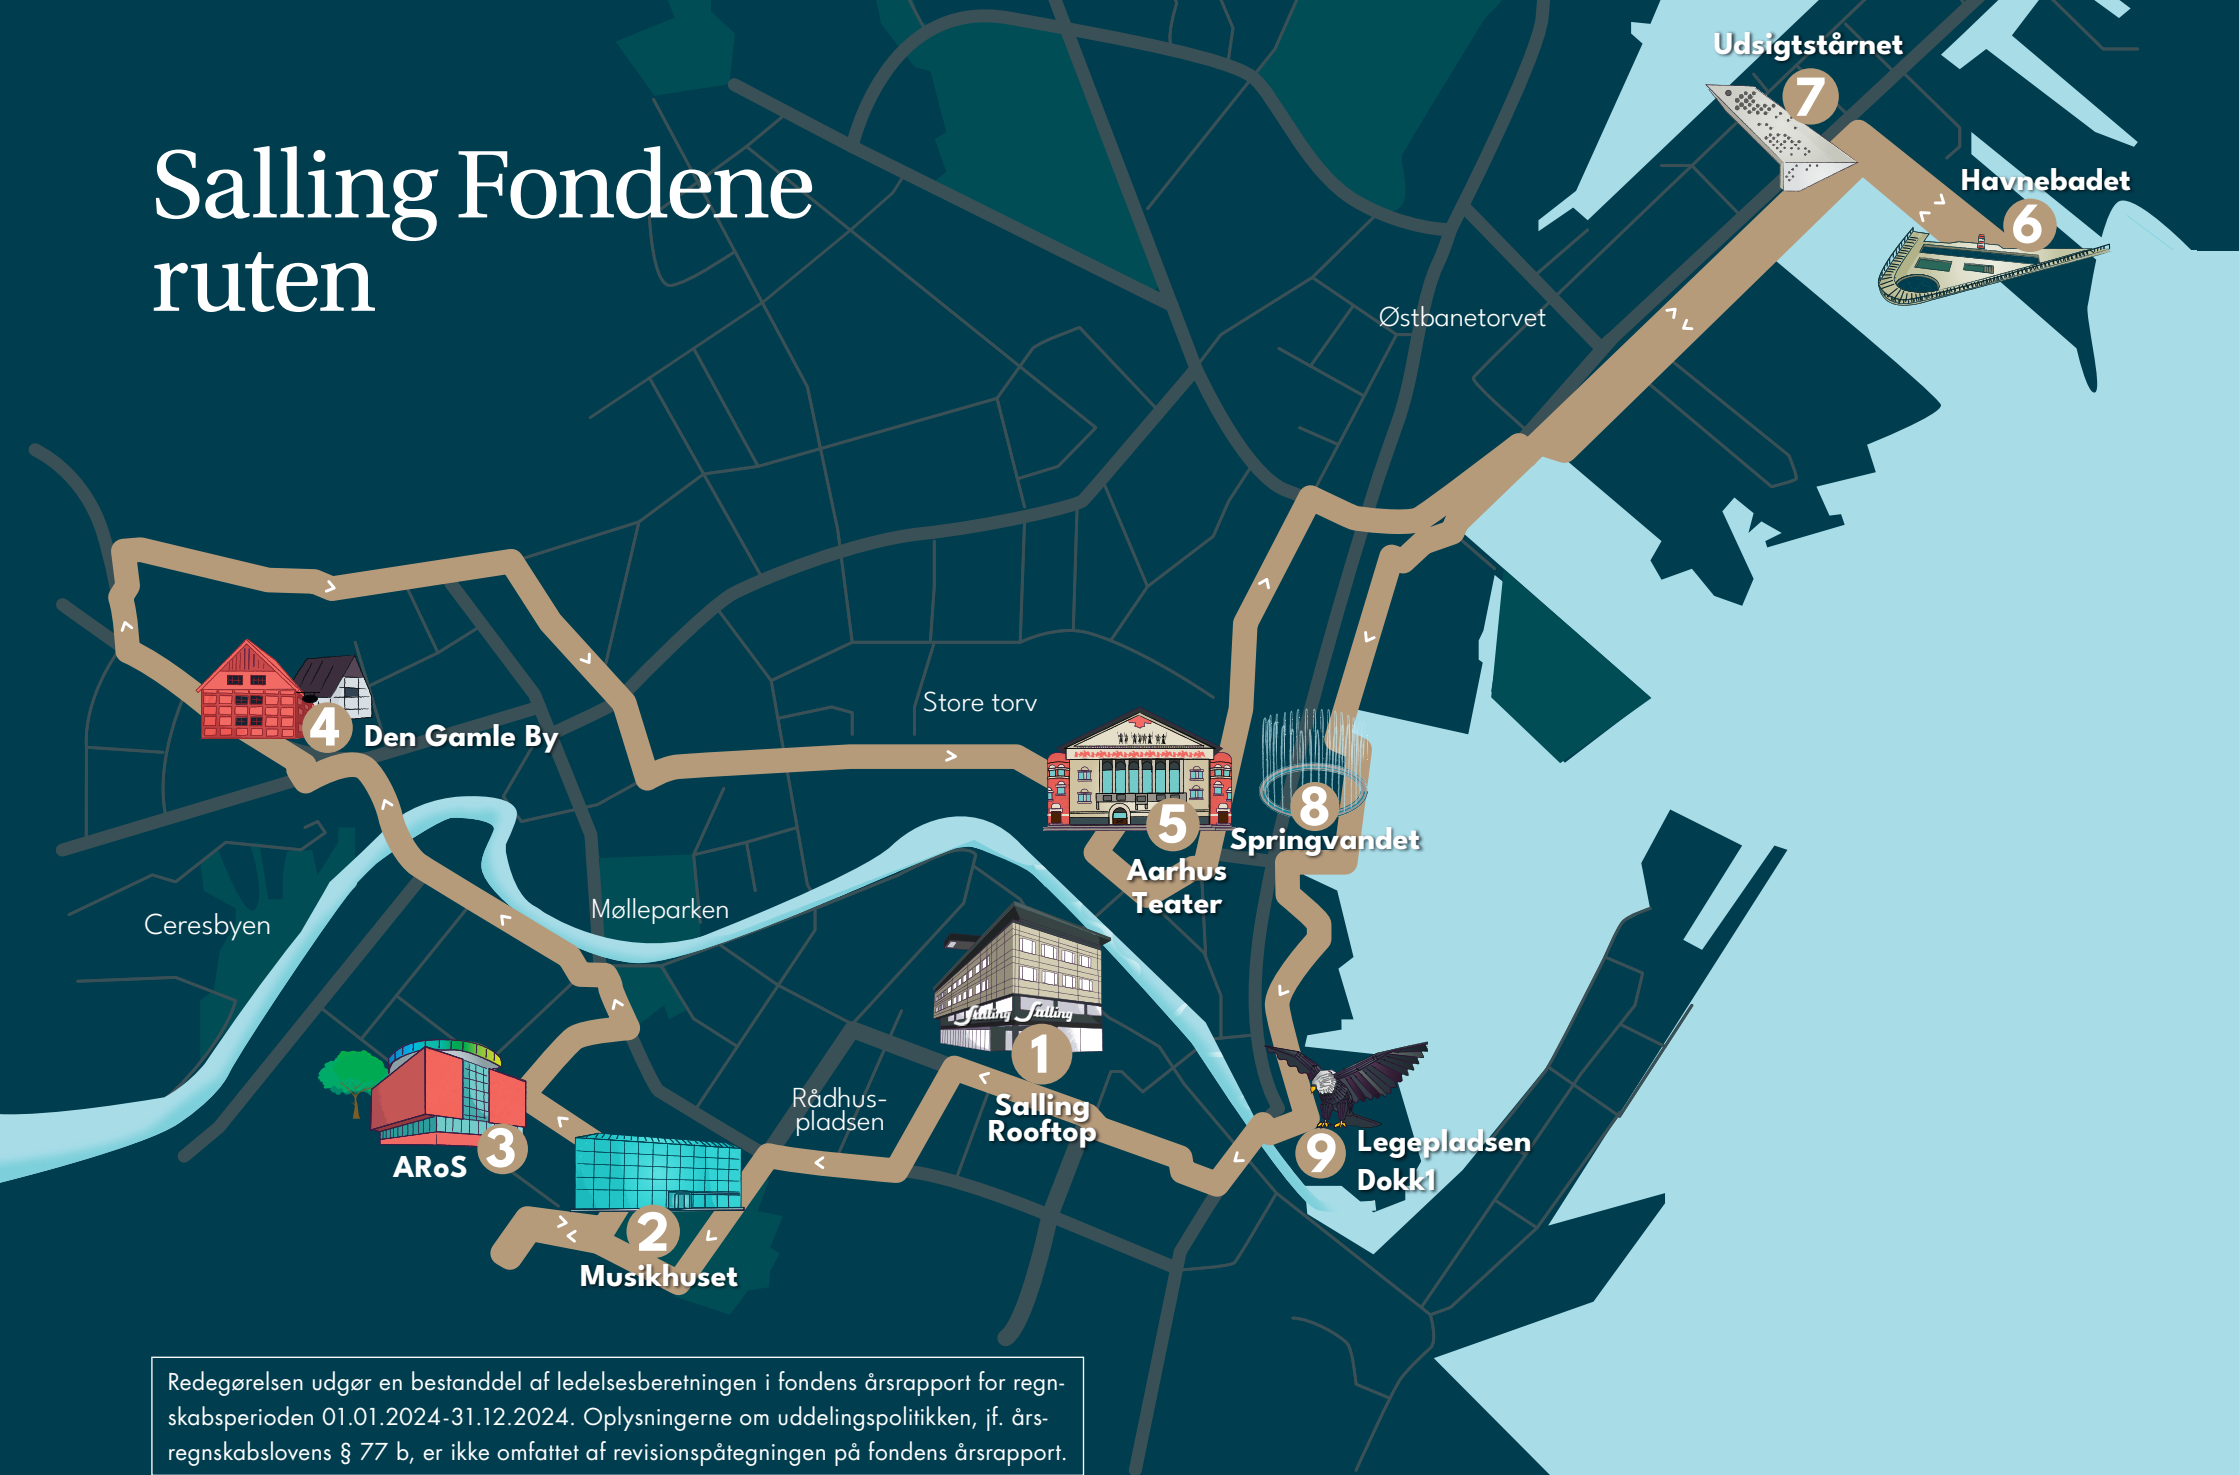 Salling Fondene
ruten
Udsigtstårnet
7
Havnebadet
6
Østbanetorvet
Store torv
4
Den Gamle By
5
Aarhus
Teater
8
Springvandet
Mølleparken
Ceresbyen
Salling Salling
1
Salling
Rooftop
Rådhus-
pladsen
ARoS
3
2
Musikhuset
9
Legepladsen
Dokk1
Redegørelsen udgør en bestanddel af ledelsesberetningen i fondens årsrapport for regn-
skabsperioden 01.01.2024-31.12.2024. Oplysningerne om uddelingspolitikken, jf. års-
regnskabslovens § 77 b, er ikke omfattet af revisionspåtegningen på fondens årsrapport.